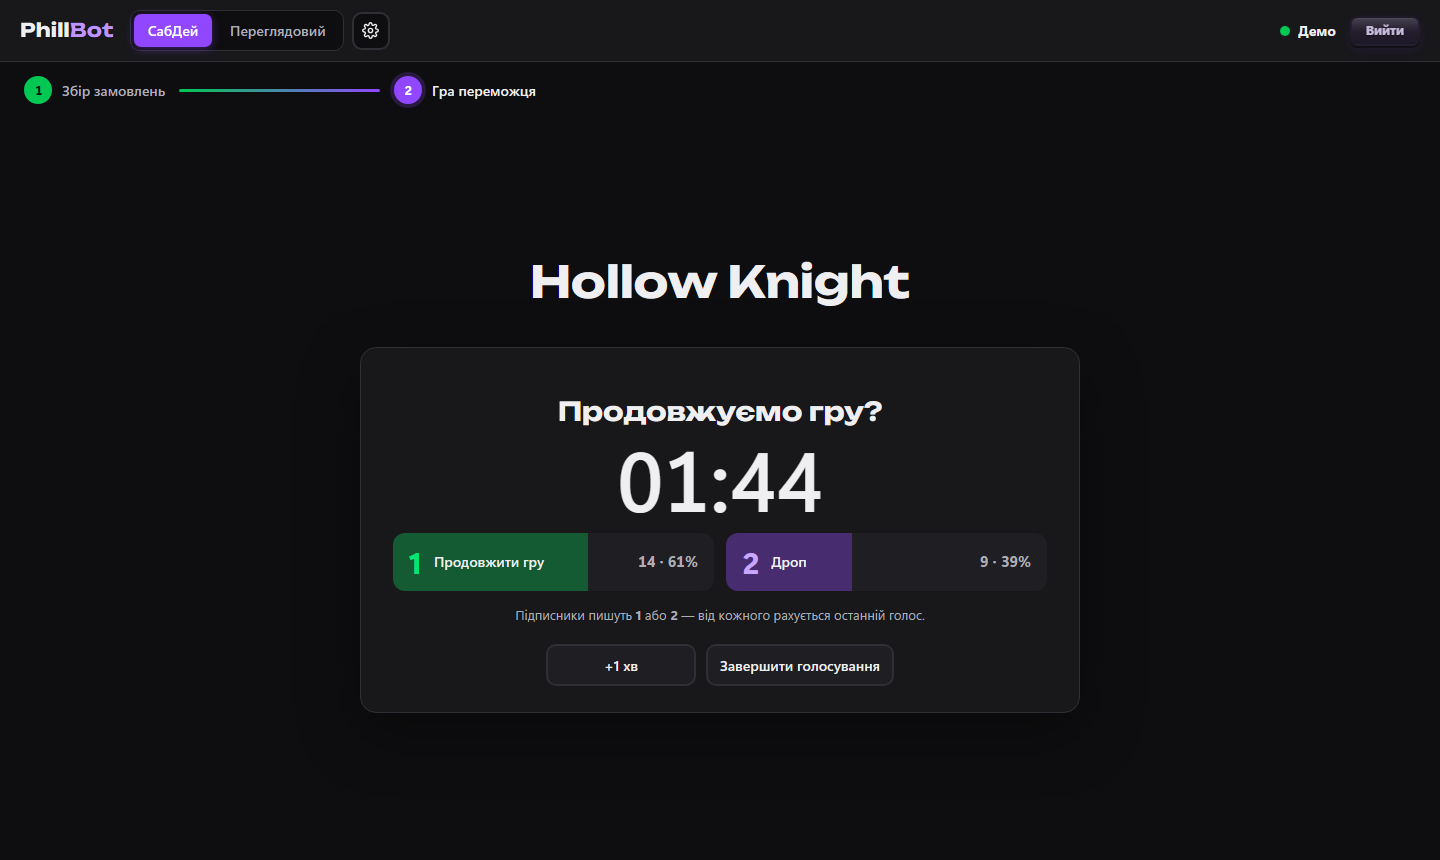 PhillBot СабДей Переглядовий Демо Вийти
1 Збір замовлень 2 Гра переможця
Hollow Knight
Продовжуємо гру?
01:44
1 Продовжити гру 14 · 61% 2 Дроп 9 · 39%
Підписники пишуть 1 або 2 — від кожного рахується останній голос.
+1 хв Завершити голосування